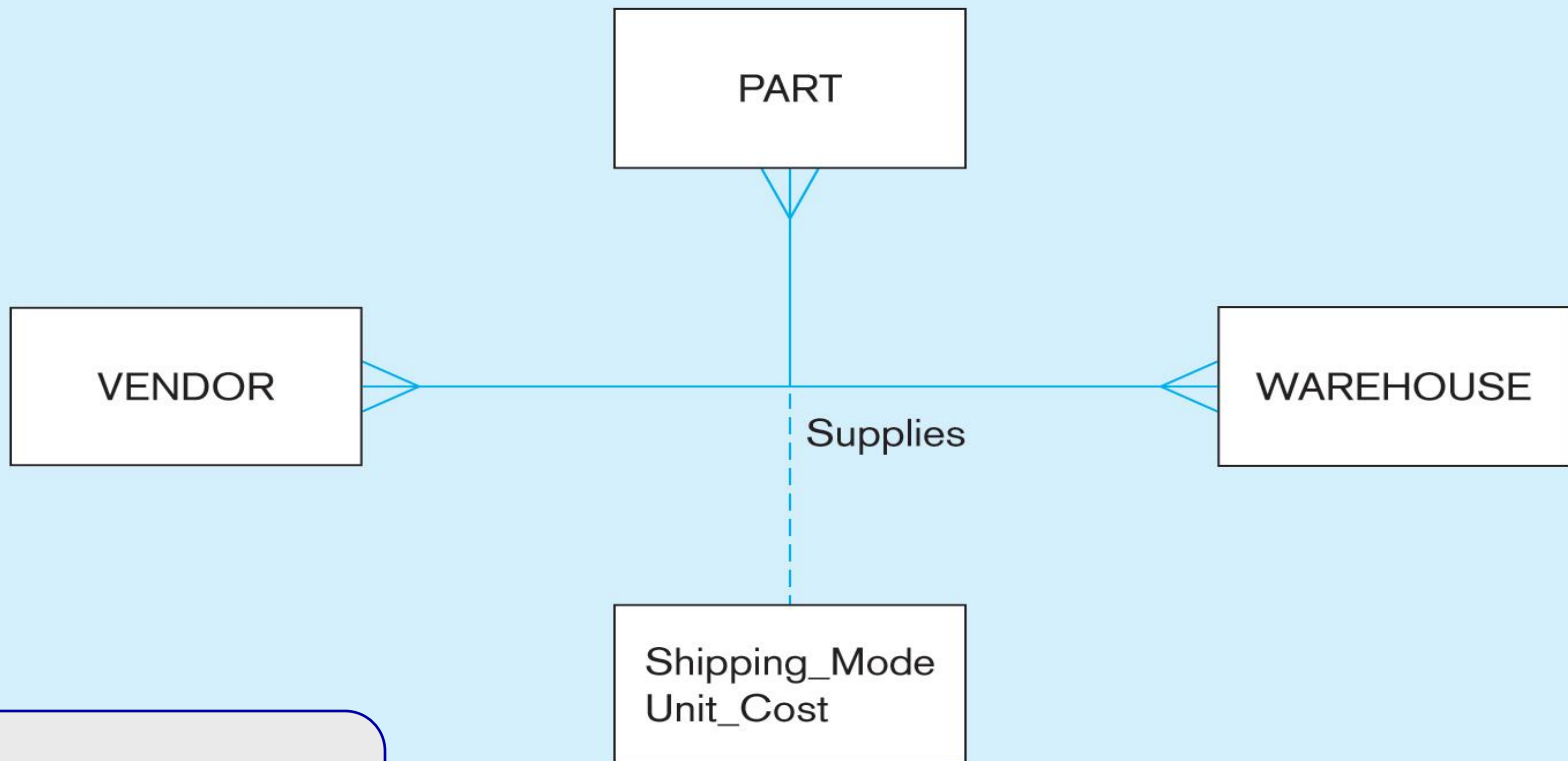 PART
VENDOR
WAREHOUSE
Supplies
Shipping_Mode
Unit_Cost